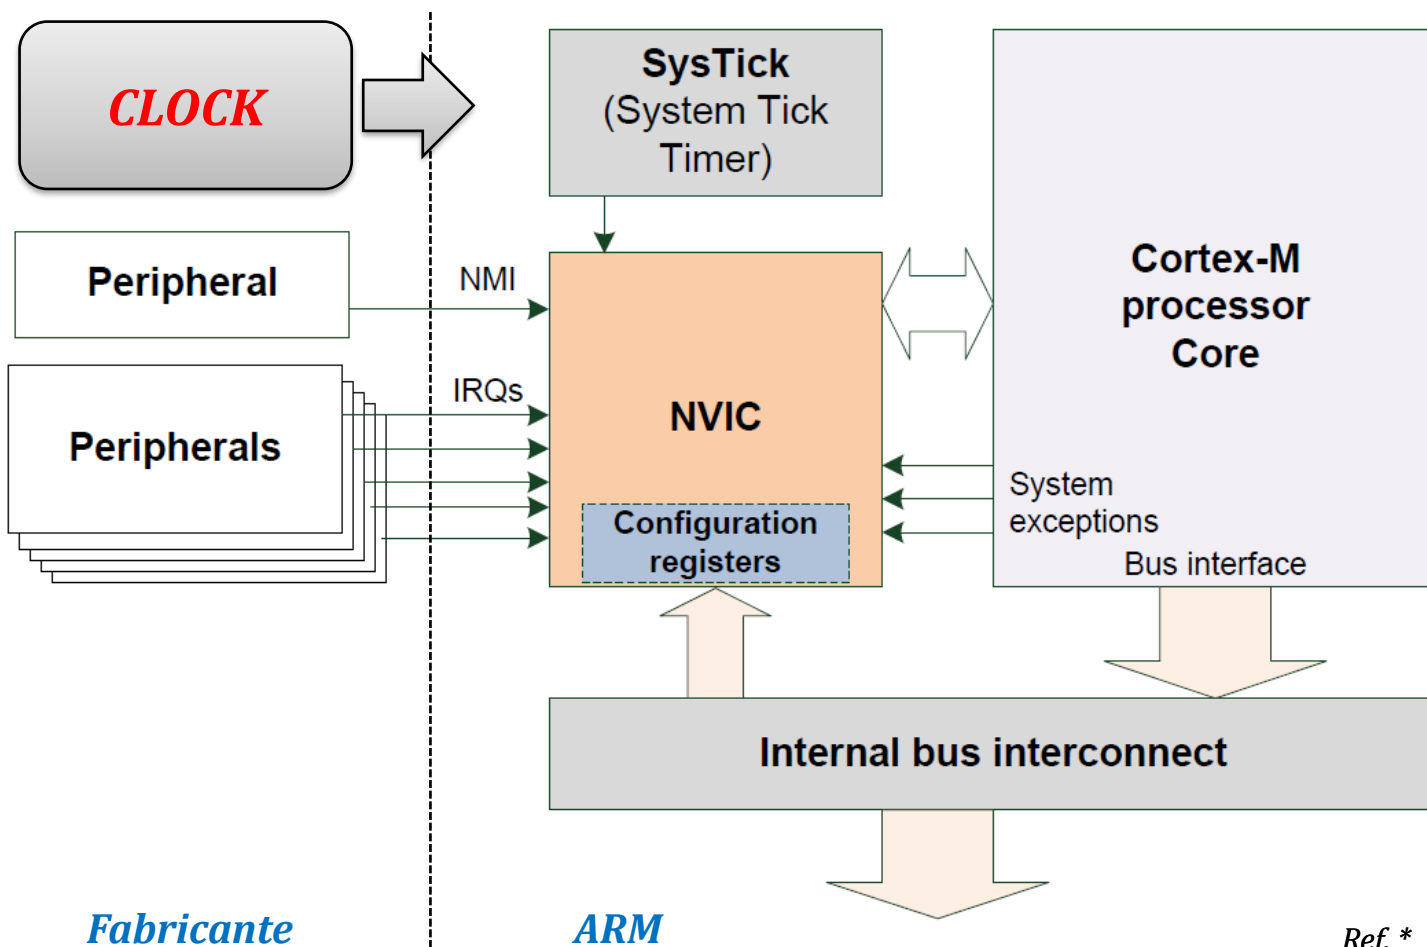 CLOCK
SysTick
(System Tick
Timer)
Cortex-M
processor
Core
Peripheral
NMI
IRQs
Peripherals
NVIC
Configuration
registers
System
exceptions
Bus interface
Internal bus interconnect
Fabricante
ARM
Ref. *